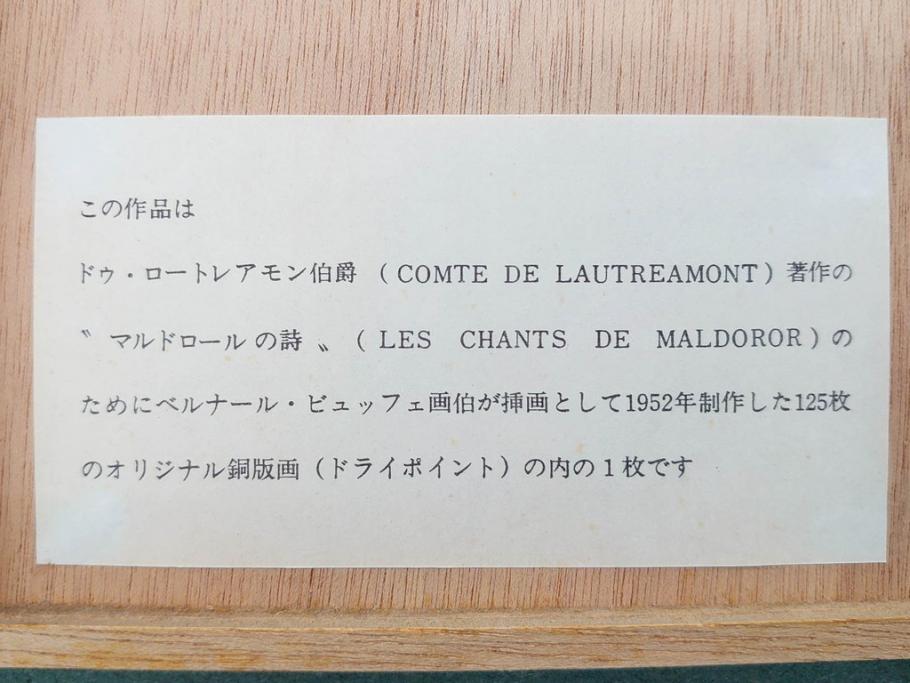 この作品は
ドゥ・ロートレアモン伯爵 (COMTE DE LAUTREAMONT) 著作の
〝マルドロールの詩〟(LES CHANTS DE MALDOROR)の
ためにベルナール・ビュッフェ画伯が挿画として1952年制作した125枚
のオリジナル銅版画(ドライポイント)の内の1枚です